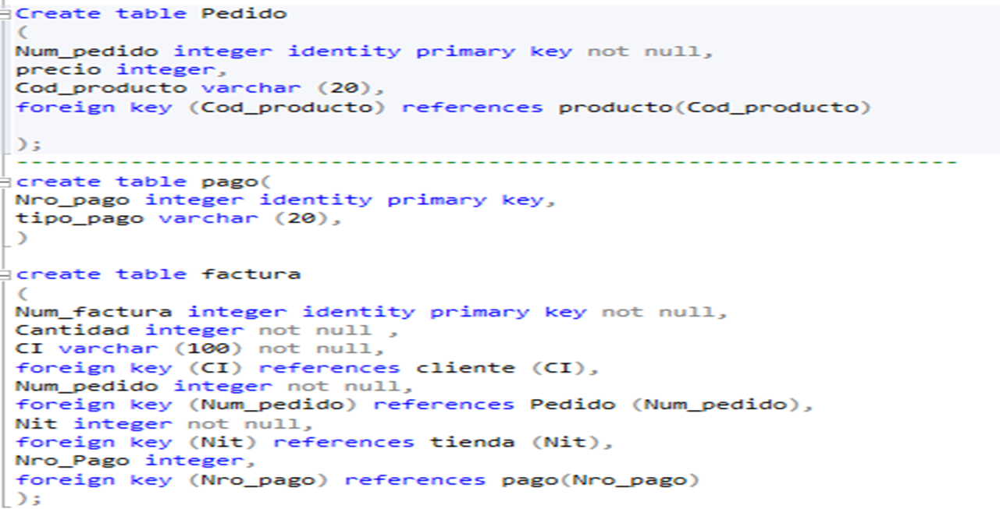 Create table Pedido
(
Num_pedido integer identity primary key not null,
precio integer,
Cod_producto varchar (20),
foreign key (Cod_producto) references producto(Cod_producto)
);
------------------------------------------------------------------
create table pago(
Nro_pago integer identity primary key,
tipo_pago varchar (20),
)
create table factura
(
Num_factura integer identity primary key not null,
Cantidad integer not null ,
CI varchar (100) not null,
foreign key (CI) references cliente (CI),
Num_pedido integer not null,
foreign key (Num_pedido) references Pedido (Num_pedido),
Nit integer not null,
foreign key (Nit) references tienda (Nit),
Nro_Pago integer,
foreign key (Nro_pago) references pago(Nro_pago)
);